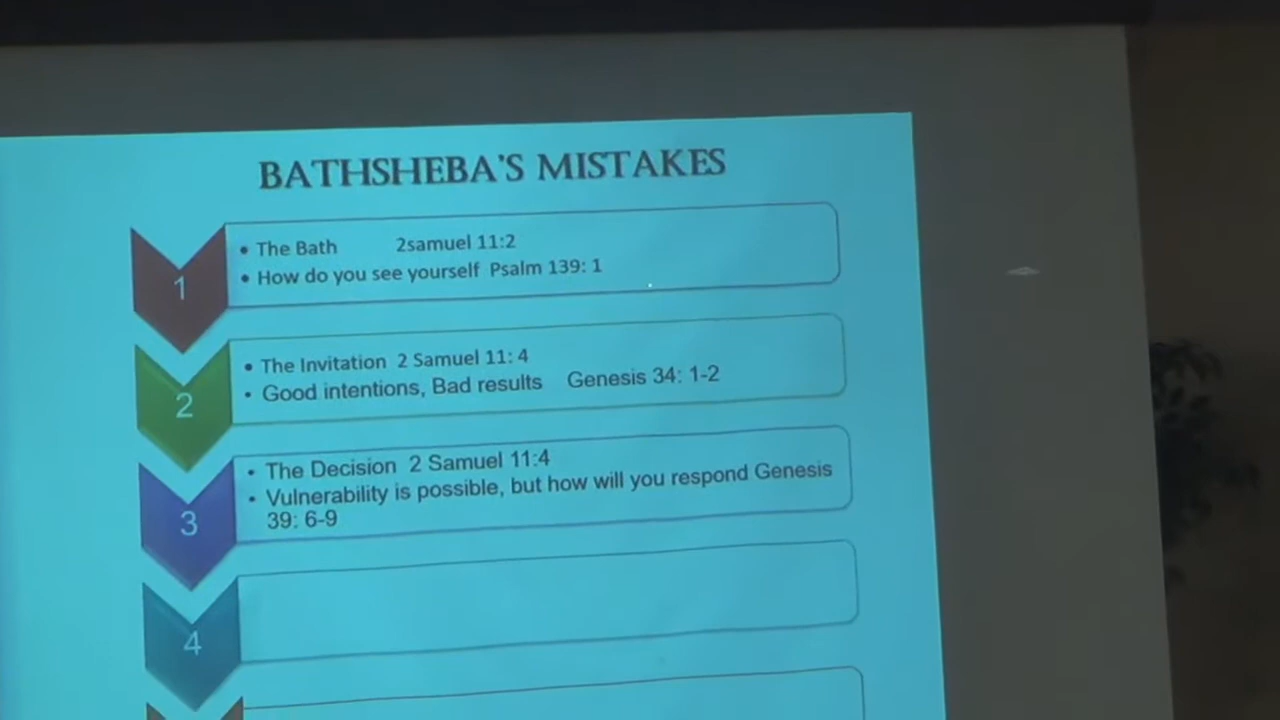 BATHSHEBA'S MISTAKES
1
• The Bath 2samuel 11:2
• How do you see yourself Psalm 139: 1
2
• The Invitation 2 Samuel 11: 4
• Good intentions, Bad results Genesis 34: 1-2
3
• The Decision 2 Samuel 11:4
• Vulnerability is possible, but how will you respond Genesis
39: 6-9
4